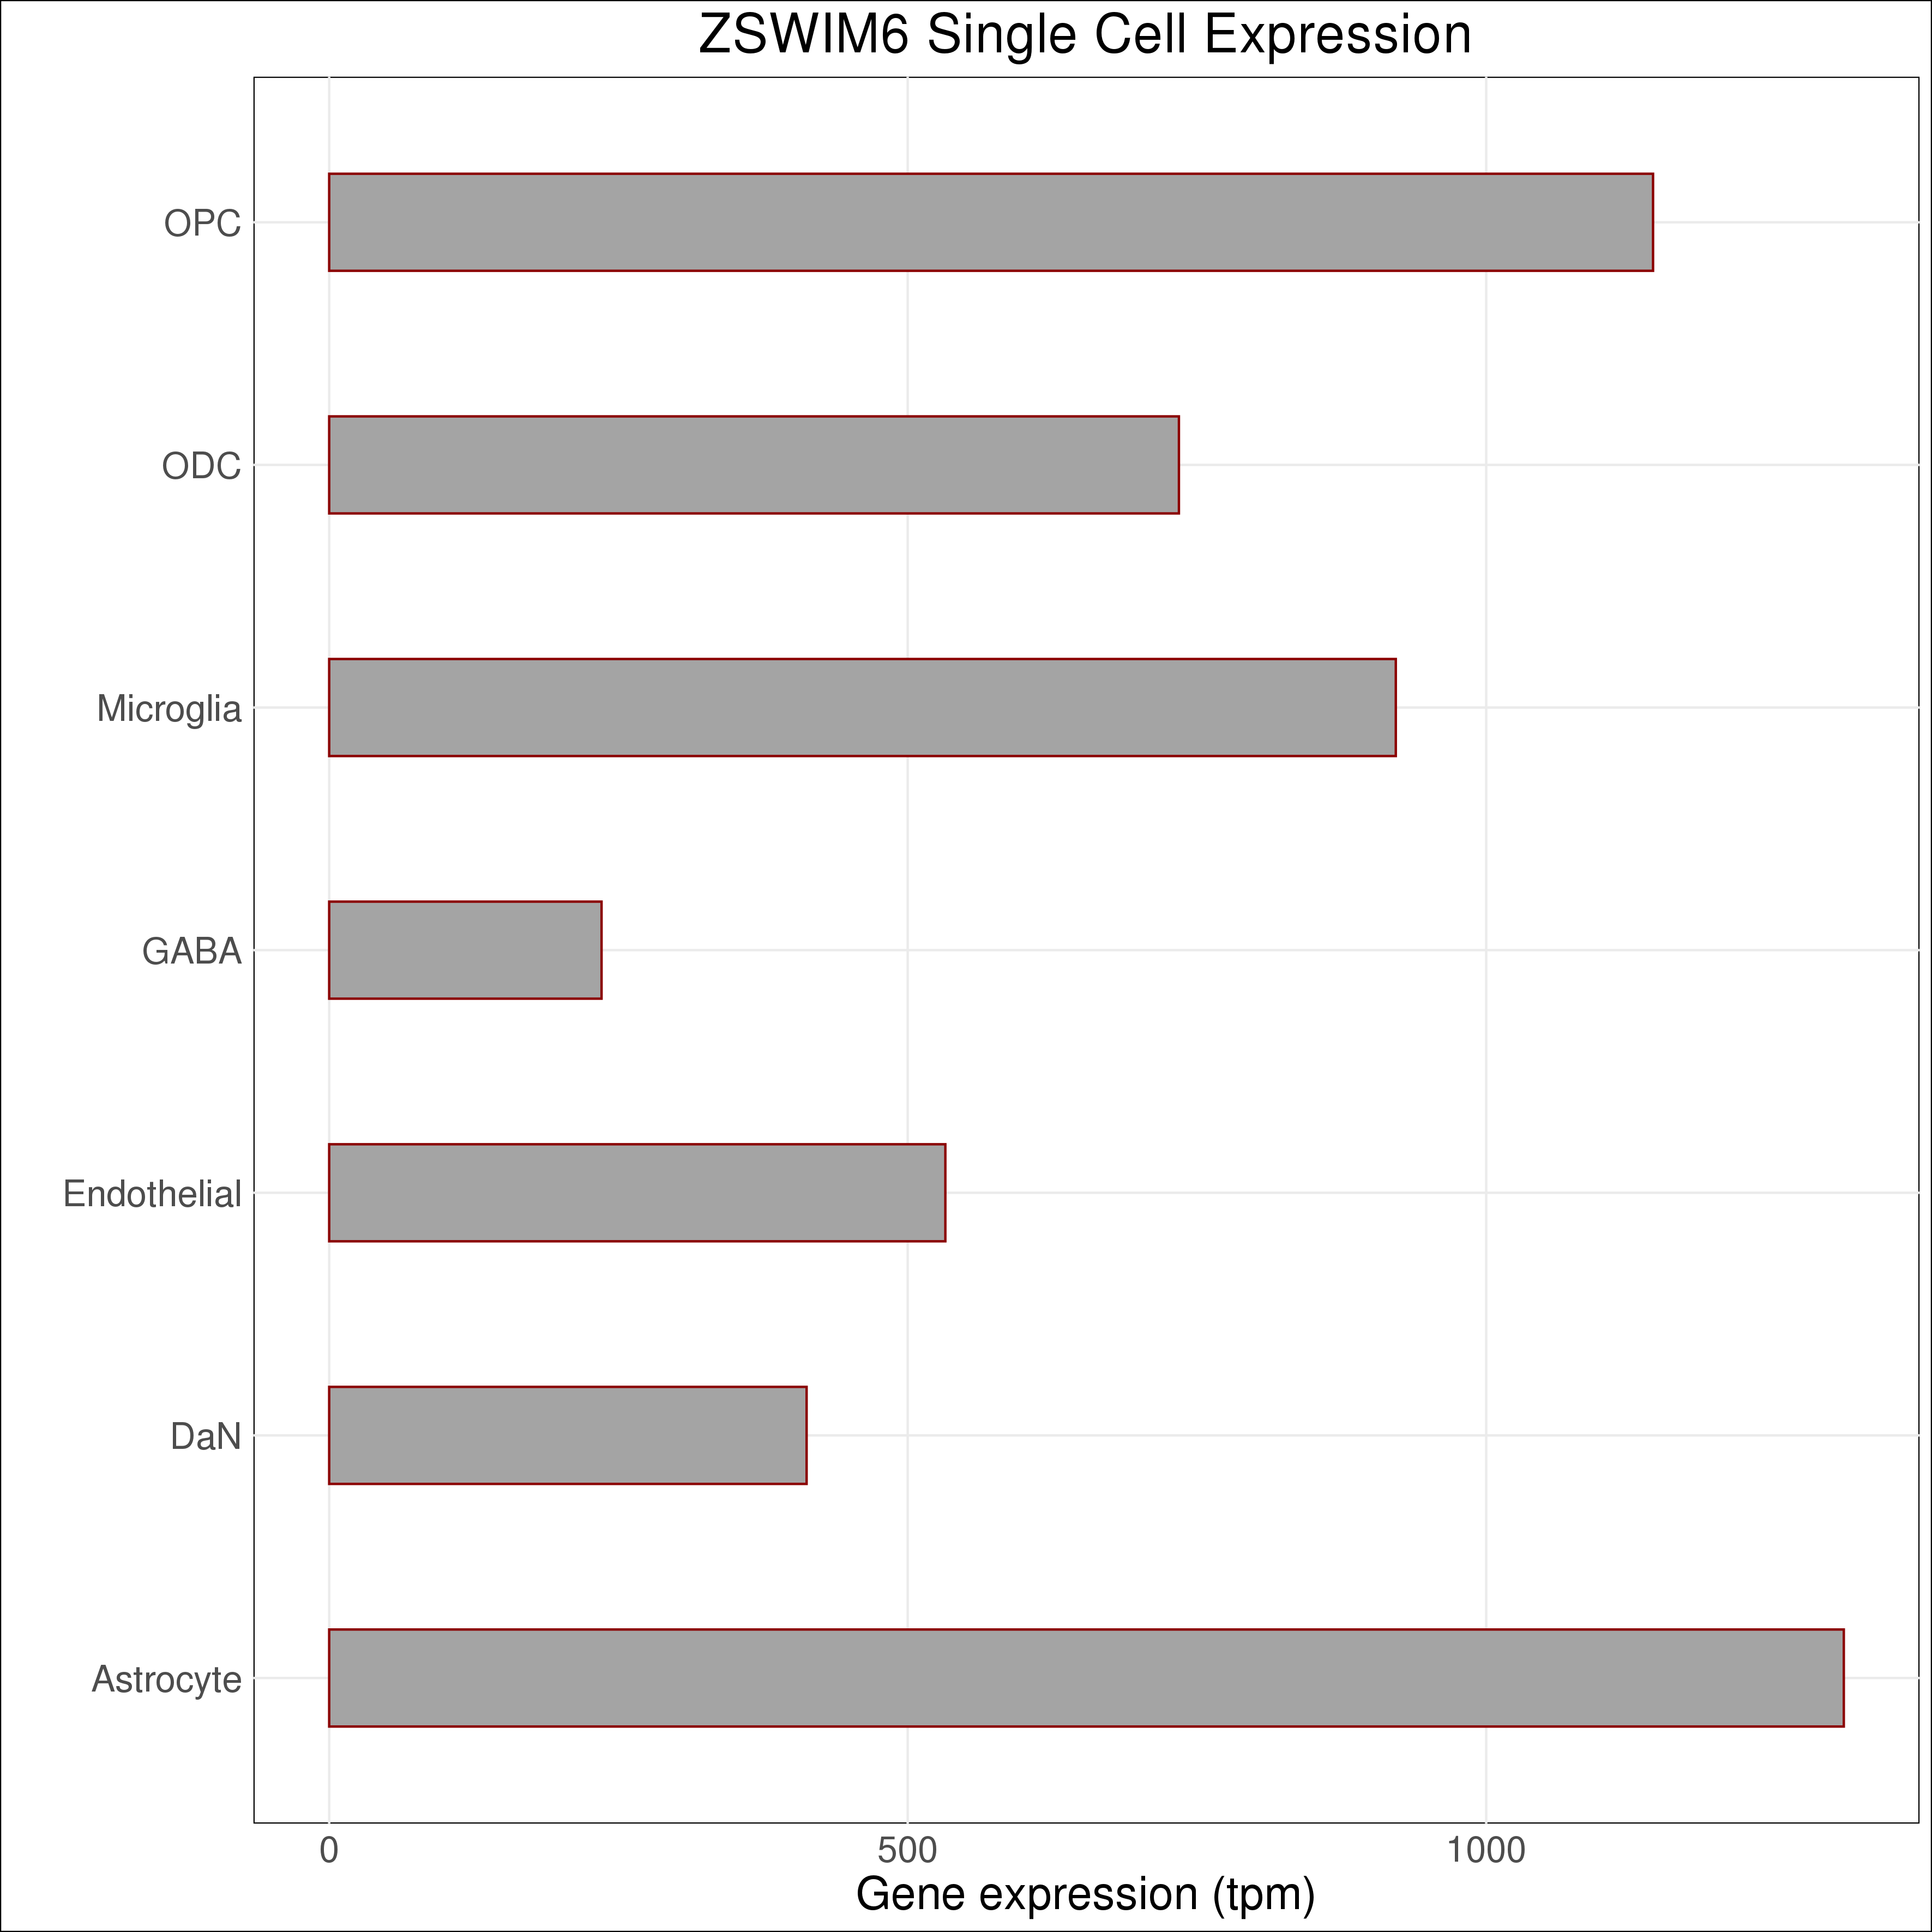 ZSWIM6 Single Cell Expression
OPC
ODC
Microglia
GABA
Endothelial
DaN
Astrocyte
0 500 1000
Gene expression (tpm)